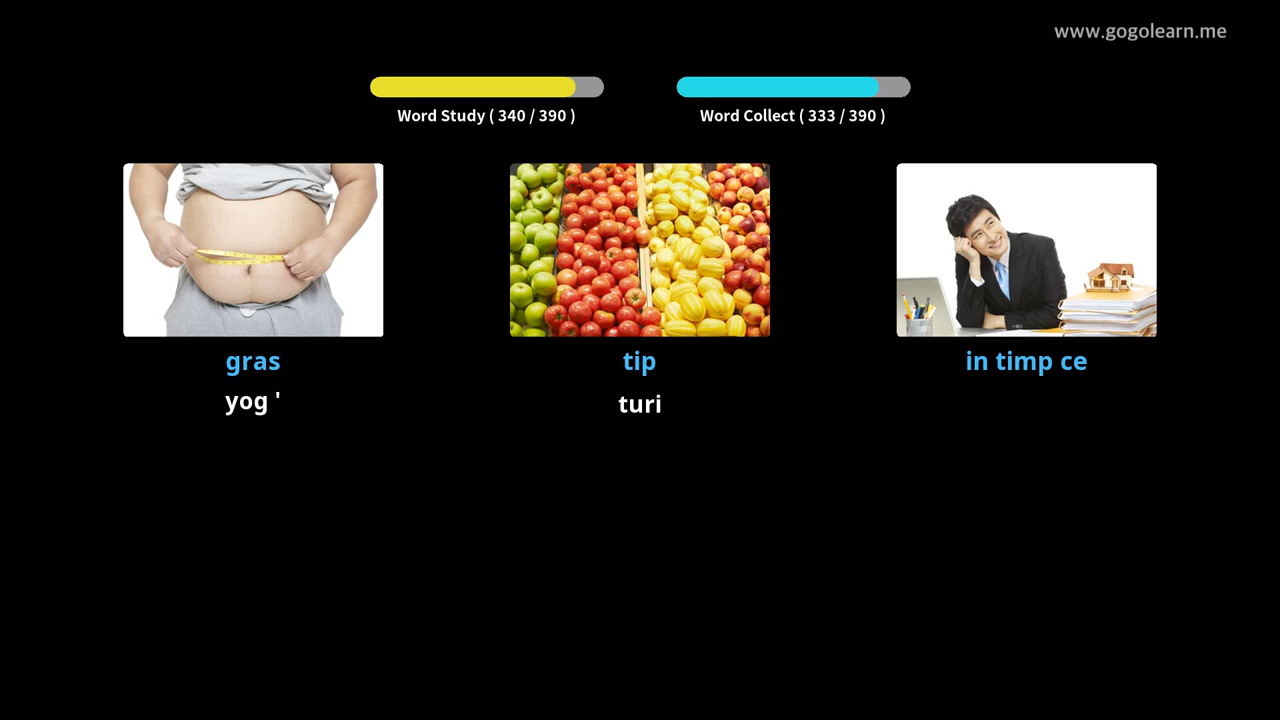 www.gogolearn.me
Word Study ( 340 / 390 )
Word Collect ( 333 / 390 )
gras
yog '
tip
turi
in timp ce